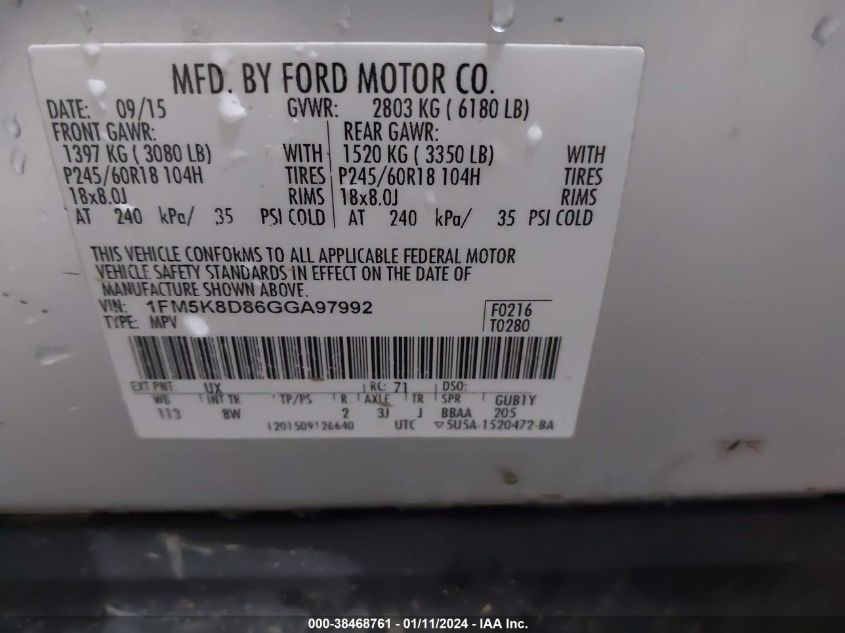 MFD. BY FORD MOTOR CO.
DATE: 09/15 GVWR: 2803 KG ( 6180 LB)
FRONT GAWR: REAR GAWR:
1397 KG ( 3080 LB) WITH 1520 KG ( 3350 LB) WITH
P245/60R18 104H TIRES P245/60R18 104H TIRES
18x8.0J RIMS 18x8.0J RIMS
AT 240 kPa/ 35 PSI COLD AT 240 kPa/ 35 PSI COLD
THIS VEHICLE CONFORMS TO ALL APPLICABLE FEDERAL MOTOR
VEHICLE SAFETY STANDARDS IN EFFECT ON THE DATE OF
MANUFACTURE SHOWN ABOVE.
VIN: 1FM5K8D86GGA97992 F0216
TYPE: MPV T0280
EXT PNT: UX RC: 71 DSO:
WB INT TR TP/PS R AXLE TR SPR GUB1Y
113 8W 2 3J J BBAA 205
1201509126640 UTC ▽5U5A-1520472-BA
000-38468761 - 01/11/2024 - IAA Inc.